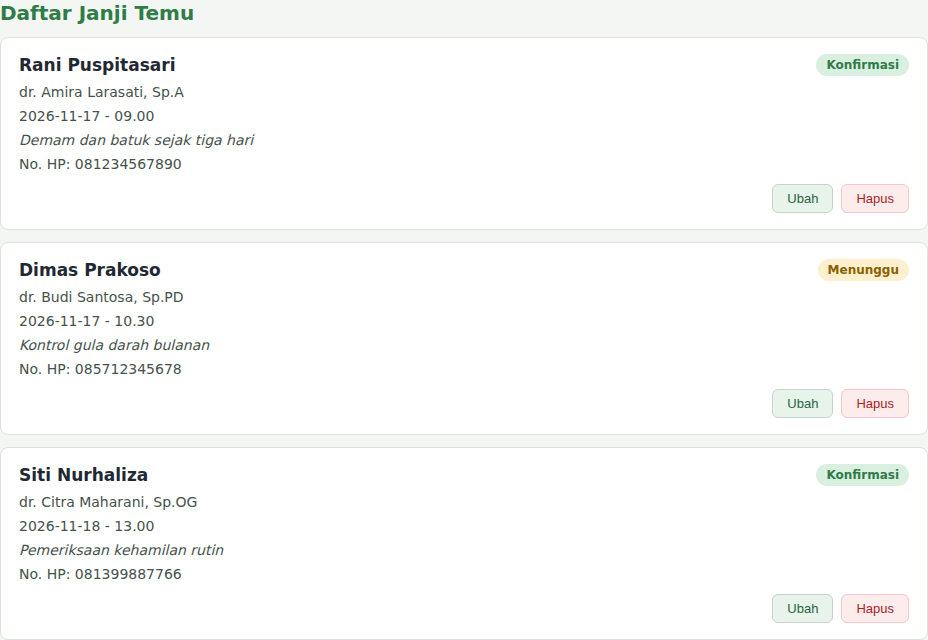 Daftar Janji Temu
Rani Puspitasari
Konfirmasi
dr. Amira Larasati, Sp.A
2026-11-17 - 09.00
Demam dan batuk sejak tiga hari
No. HP: 081234567890
Ubah
Hapus
Dimas Prakoso
Menunggu
dr. Budi Santosa, Sp.PD
2026-11-17 - 10.30
Kontrol gula darah bulanan
No. HP: 085712345678
Ubah
Hapus
Siti Nurhaliza
Konfirmasi
dr. Citra Maharani, Sp.OG
2026-11-18 - 13.00
Pemeriksaan kehamilan rutin
No. HP: 081399887766
Ubah
Hapus